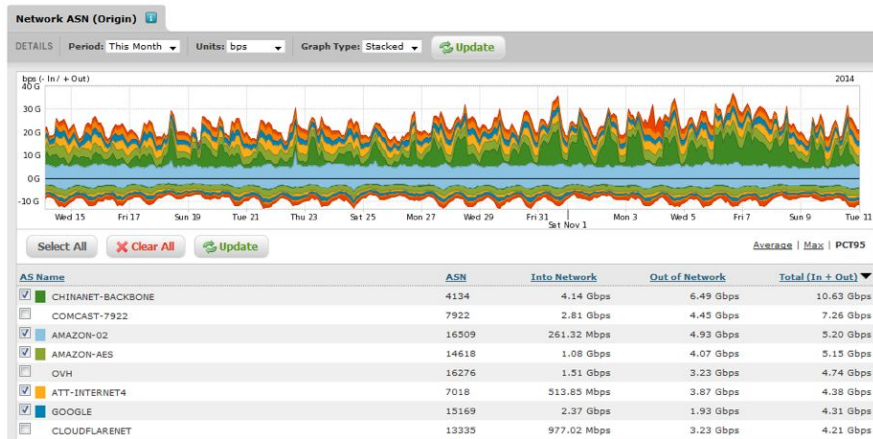 Network ASN (Origin) i
DETAILS Period: This Month Units: bps Graph Type: Stacked Update
bps (- In / + Out) 2014
40 G
30 G
20 G
10 G
0 G
-10 G
Wed 15 Fri 17 Sun 19 Tue 21 Thu 23 Sat 25 Mon 27 Wed 29 Fri 31 Mon 3 Wed 5 Fri 7 Sun 9 Tue 11
Sat Nov 1
Select All Clear All Update Average | Max | PCT95
AS Name ASN Into Network Out of Network Total (In + Out)
CHINANET-BACKBONE 4134 4.14 Gbps 6.49 Gbps 10.63 Gbps
COMCAST-7922 7922 2.81 Gbps 4.45 Gbps 7.26 Gbps
AMAZON-02 16509 261.32 Mbps 4.93 Gbps 5.20 Gbps
AMAZON-AES 14618 1.08 Gbps 4.07 Gbps 5.15 Gbps
OVH 16276 1.51 Gbps 3.23 Gbps 4.74 Gbps
ATT-INTERNET4 7018 513.85 Mbps 3.87 Gbps 4.38 Gbps
GOOGLE 15169 2.37 Gbps 1.93 Gbps 4.31 Gbps
CLOUDFLARENET 13335 977.02 Mbps 3.23 Gbps 4.21 Gbps